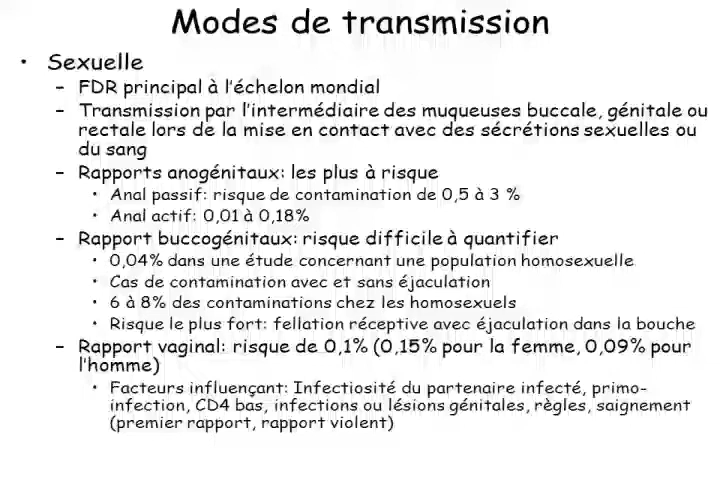 Modes de transmission
• Sexuelle
– FDR principal à l'échelon mondial
– Transmission par l'intermédiaire des muqueuses buccale, génitale ou
rectale lors de la mise en contact avec des sécrétions sexuelles ou
du sang
– Rapports anogénitaux: les plus à risque
• Anal passif: risque de contamination de 0,5 à 3 %
• Anal actif: 0,01 à 0,18%
– Rapport buccogénitaux: risque difficile à quantifier
• 0,04% dans une étude concernant une population homosexuelle
• Cas de contamination avec et sans éjaculation
• 6 à 8% des contaminations chez les homosexuels
• Risque le plus fort: fellation réceptive avec éjaculation dans la bouche
– Rapport vaginal: risque de 0,1% (0,15% pour la femme, 0,09% pour
l'homme)
• Facteurs influençant: Infectiosité du partenaire infecté, primo-
infection, CD4 bas, infections ou lésions génitales, règles, saignement
(premier rapport, rapport violent)